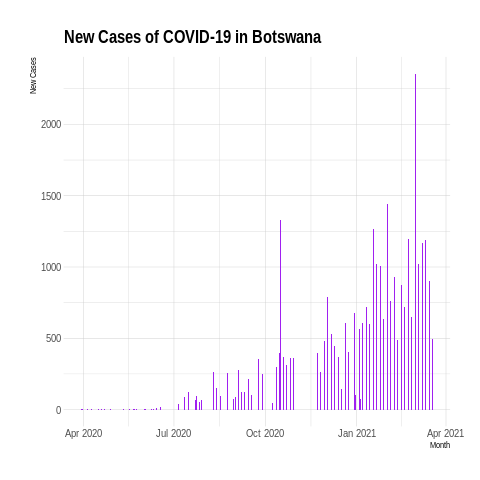 New Cases of COVID-19 in Botswana
New Cases
2000
1500
1000
500
0
Apr 2020
Jul 2020
Oct 2020
Jan 2021
Apr 2021
Month